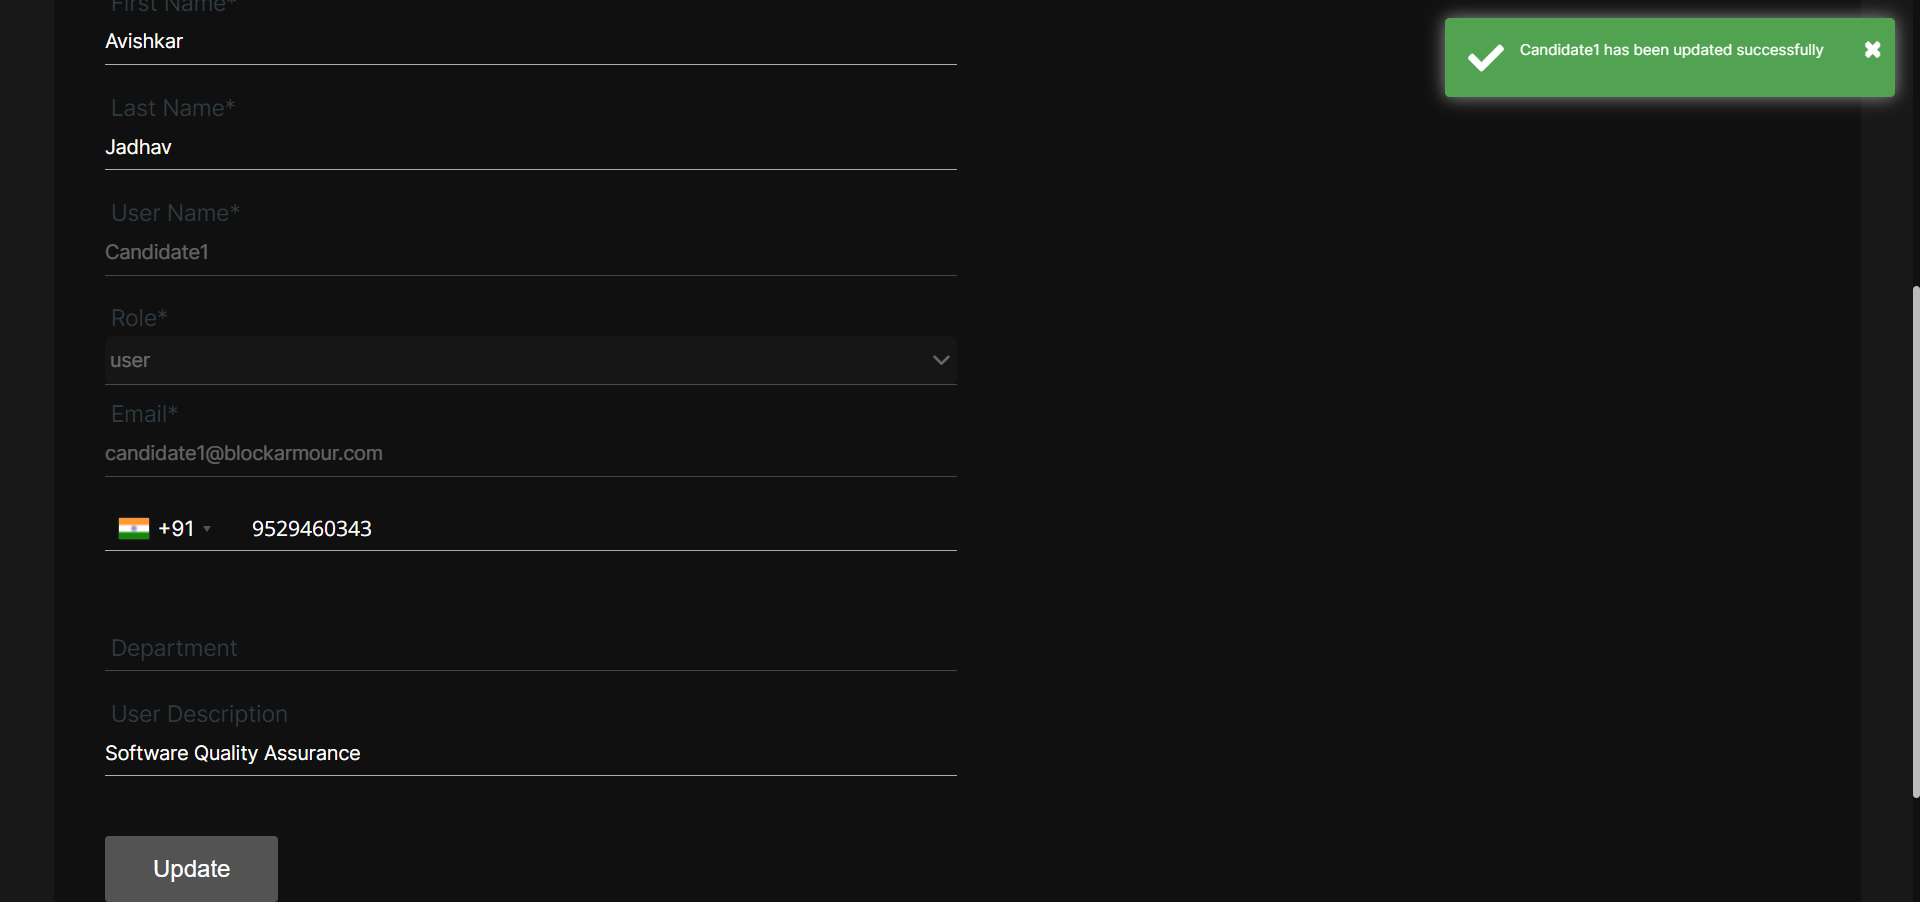 First Name*
Avishkar
Candidate1 has been updated successfully
Last Name*
Jadhav
User Name*
Candidate1
Role*
user
Email*
candidate1@blockarmour.com
+91 9529460343
Department
User Description
Software Quality Assurance
Update